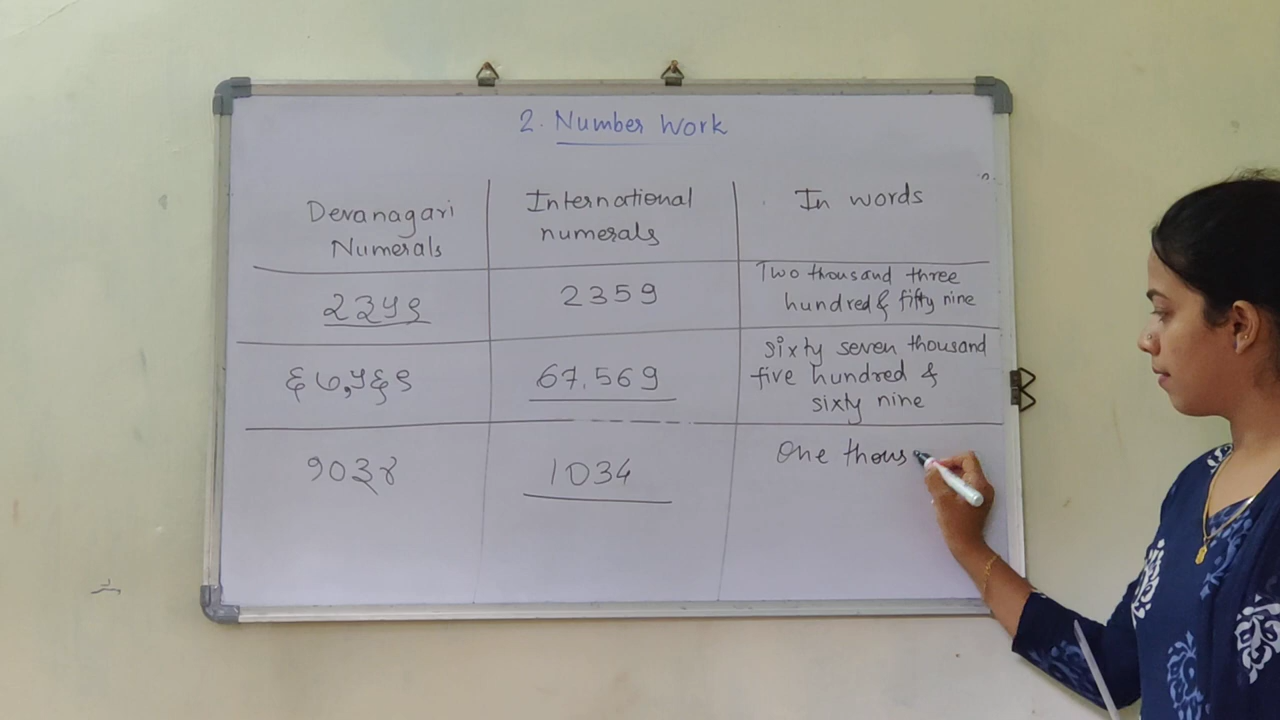 2. Number Work
Devanagari
Numerals
International
numerals
In words
२३५९
2359
Two thousand three
hundred & fifty nine
६७,५६९
67,569
sixty seven thousand
five hundred &
sixty nine
१०३४
1034
One thous